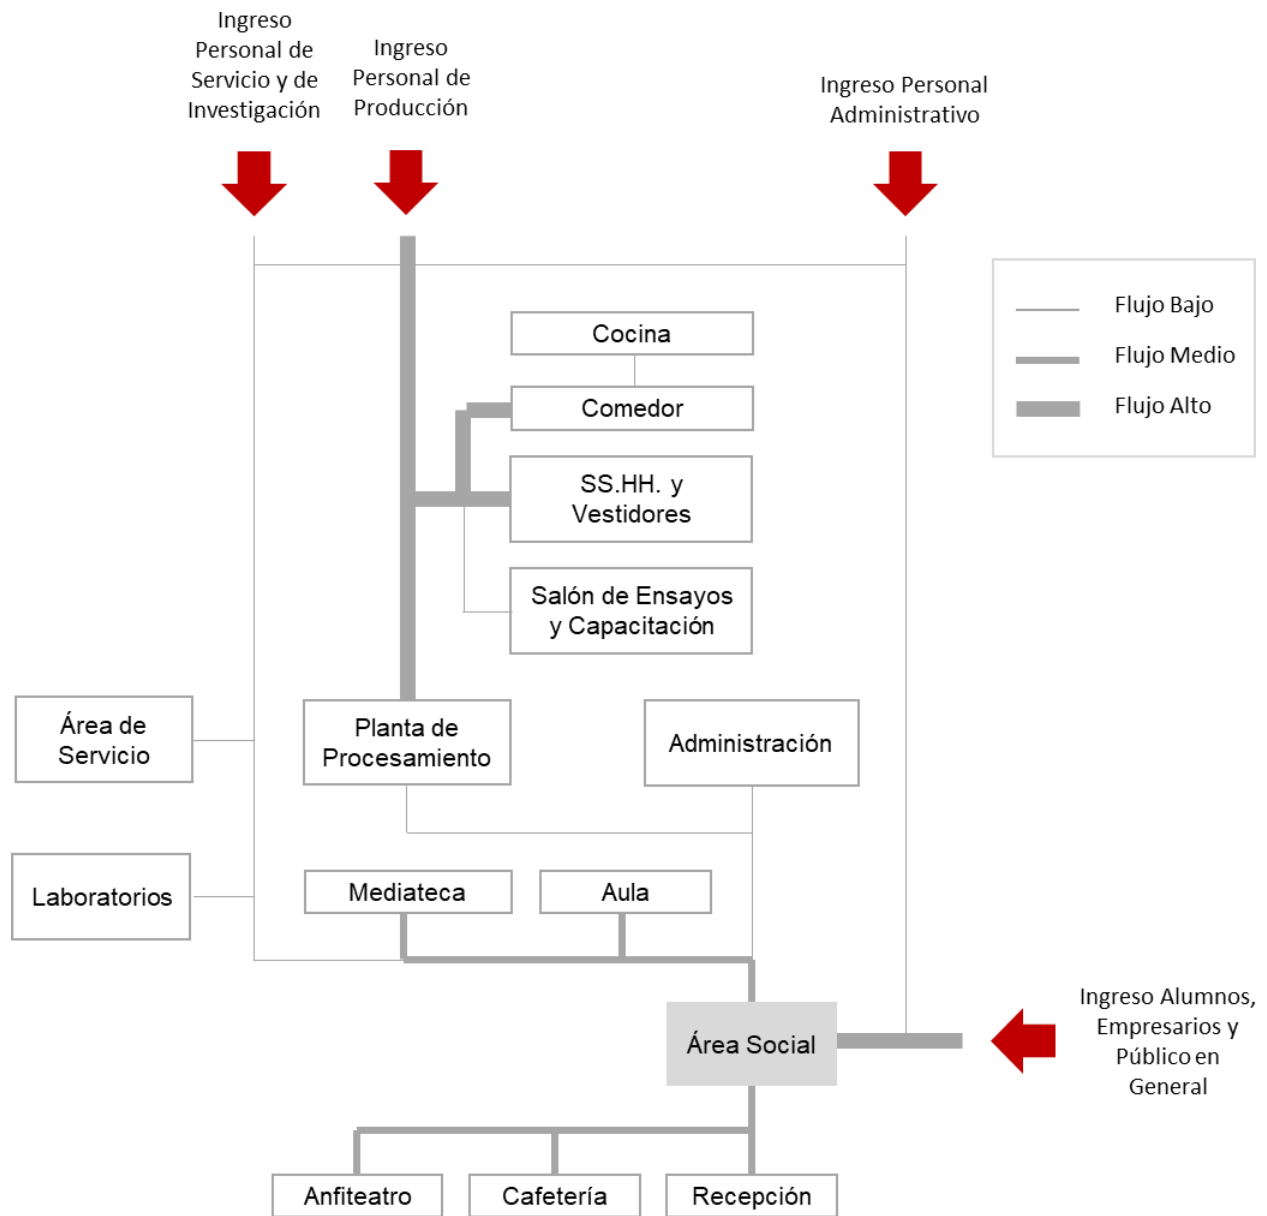 Ingreso
Personal de
Servicio y de
Investigación
Ingreso
Personal de
Producción
Ingreso Personal
Administrativo
Flujo Bajo
Flujo Medio
Flujo Alto
Cocina
Comedor
SS.HH. y
Vestidores
Salón de Ensayos
y Capacitación
Área de
Servicio
Planta de
Procesamiento
Administración
Laboratorios
Mediateca
Aula
Área Social
Ingreso Alumnos,
Empresarios y
Público en
General
Anfiteatro
Cafetería
Recepción